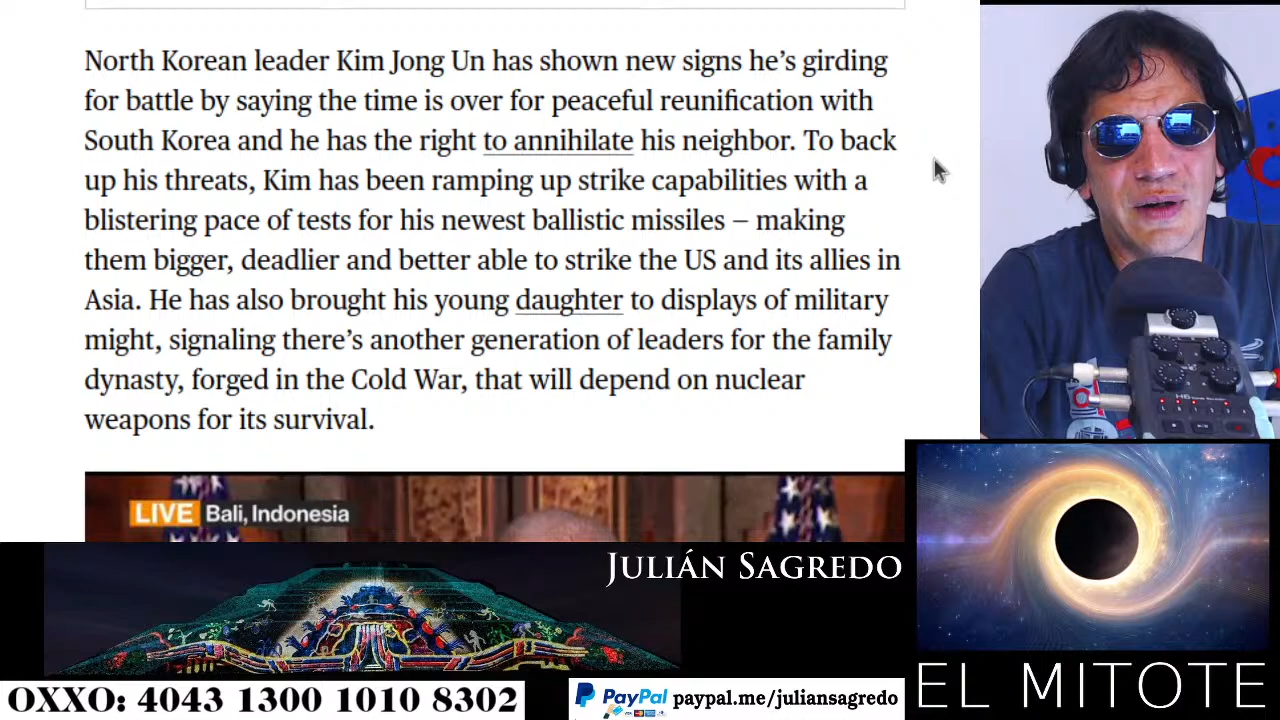 North Korean leader Kim Jong Un has shown new signs he’s girding
for battle by saying the time is over for peaceful reunification with
South Korea and he has the right to annihilate his neighbor. To back
up his threats, Kim has been ramping up strike capabilities with a
blistering pace of tests for his newest ballistic missiles – making
them bigger, deadlier and better able to strike the US and its allies in
Asia. He has also brought his young daughter to displays of military
might, signaling there’s another generation of leaders for the family
dynasty, forged in the Cold War, that will depend on nuclear
weapons for its survival.
LIVE Bali, Indonesia
JULIÁN SAGREDO
EL MITOTE
OXXO: 4043 1300 1010 8302
PayPal paypal.me/juliansagredo
H6